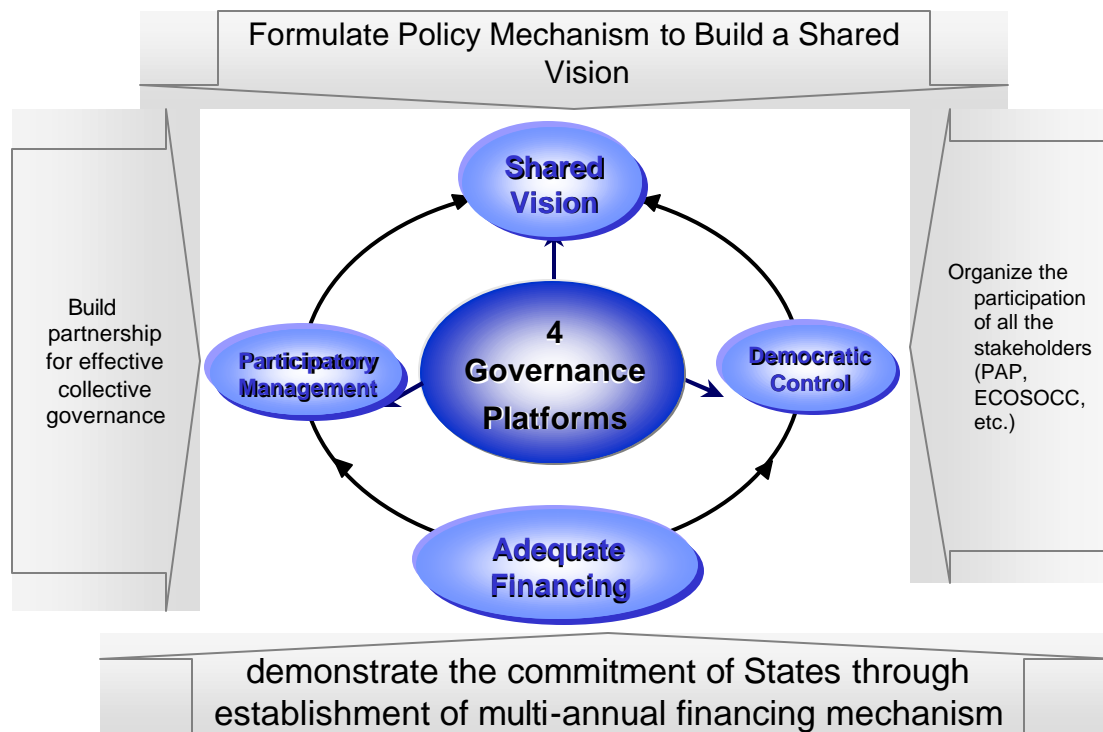 Formulate Policy Mechanism to Build a Shared
Vision
Shared
Vision
Build
partnership
for effective
collective
governance
Participatory
Management
4
Governance
Platforms
Democratic
Control
Organize the
participation
of all the
stakeholders
(PAP,
ECOSOCC,
etc.)
Adequate
Financing
demonstrate the commitment of States through
establishment of multi-annual financing mechanism